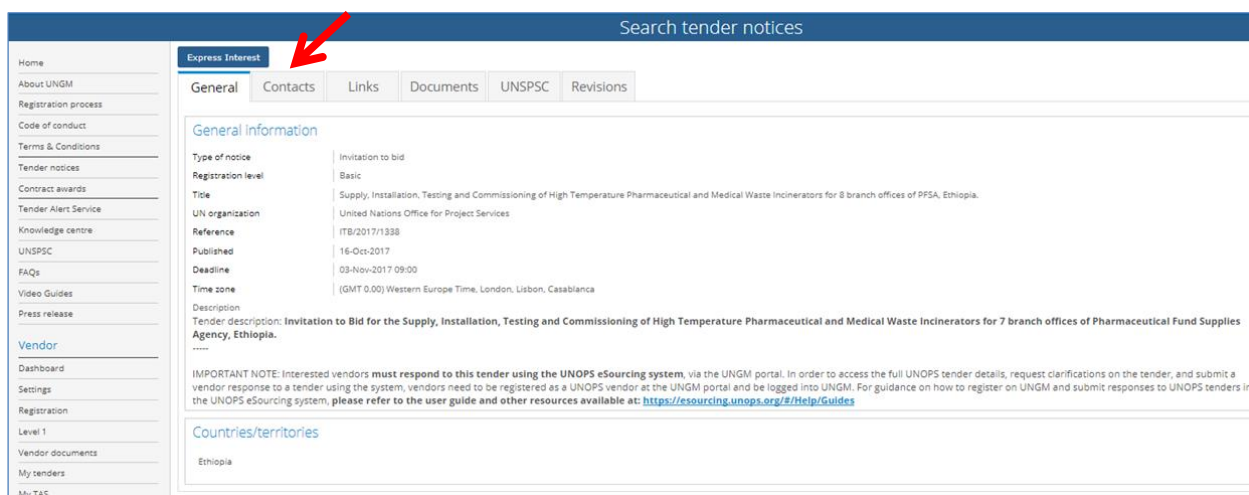 Search tender notices
Home
About UNGM
Registration process
Code of conduct
Terms & Conditions
Tender notices
Contract awards
Tender Alert Service
Knowledge centre
UNSPSC
FAQs
Video Guides
Press release
Vendor
Dashboard
Settings
Registration
Level 1
Vendor documents
My tenders
My TAS
Express Interest
General Contacts Links Documents UNSPSC Revisions
General information
Type of notice Invitation to bid
Registration level Basic
Title Supply, Installation, Testing and Commissioning of High Temperature Pharmaceutical and Medical Waste Incinerators for 8 branch offices of PFSA, Ethiopia.
UN organization United Nations Office for Project Services
Reference ITB/2017/1338
Published 16-Oct-2017
Deadline 03-Nov-2017 09:00
Time zone (GMT 0.00) Western Europe Time, London, Lisbon, Casablanca
Description
Tender description: Invitation to Bid for the Supply, Installation, Testing and Commissioning of High Temperature Pharmaceutical and Medical Waste Incinerators for 7 branch offices of Pharmaceutical Fund Supplies
Agency, Ethiopia.
-----
IMPORTANT NOTE: Interested vendors must respond to this tender using the UNOPS eSourcing system, via the UNGM portal. In order to access the full UNOPS tender details, request clarifications on the tender, and submit a
vendor response to a tender using the system, vendors need to be registered as a UNOPS vendor at the UNGM portal and be logged into UNGM. For guidance on how to register on UNGM and submit responses to UNOPS tenders in
the UNOPS eSourcing system, please refer to the user guide and other resources available at: https://esourcing.unops.org/#/Help/Guides
Countries/territories
Ethiopia